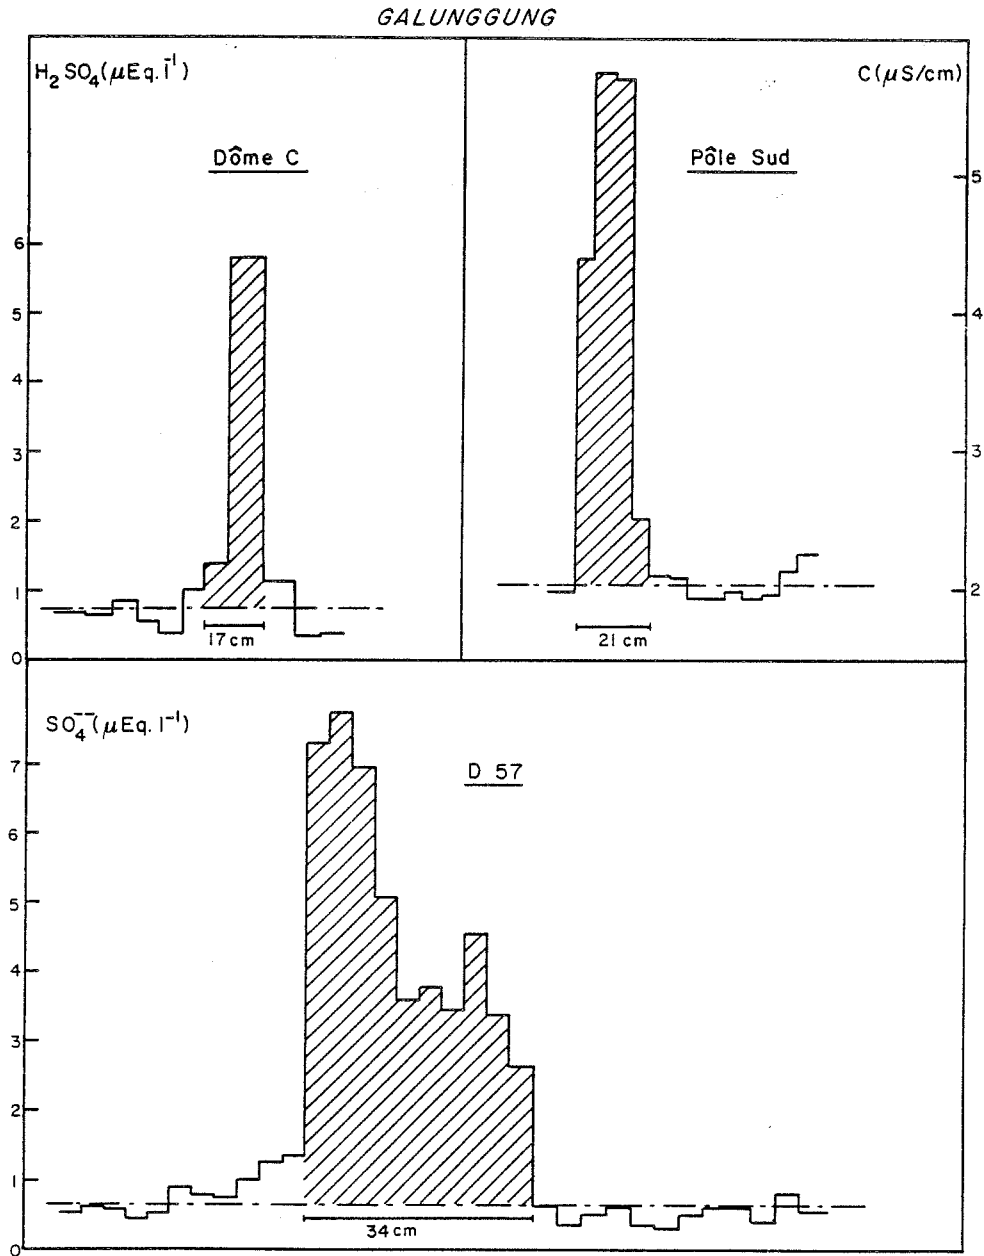 GALUNGGUNG
H₂SO₄(μEq.l⁻¹)
Dôme C
6
5
4
3
2
1
0
17 cm
C(μS/cm)
Pôle Sud
5
4
3
2
21 cm
SO₄⁻⁻(μEq.l⁻¹)
D 57
7
6
5
4
3
2
1
0
34 cm